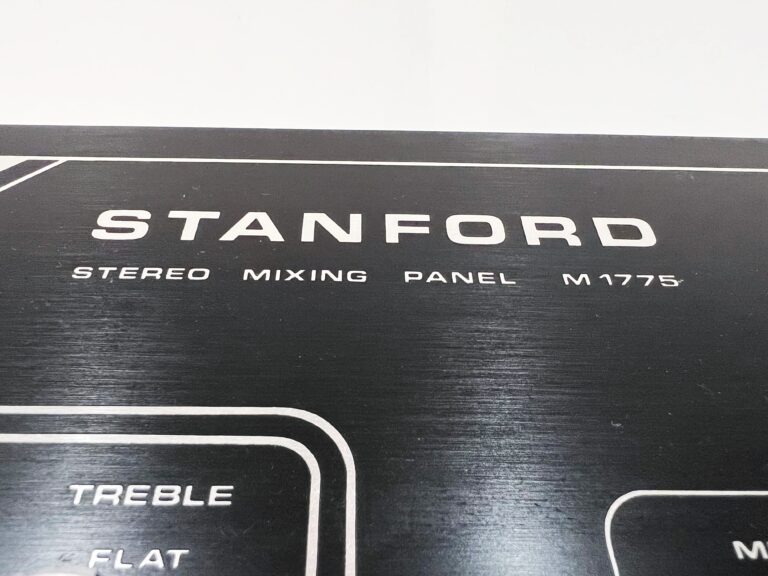 STANFORD
STEREO MIXING PANEL M1775
TREBLE
FLAT